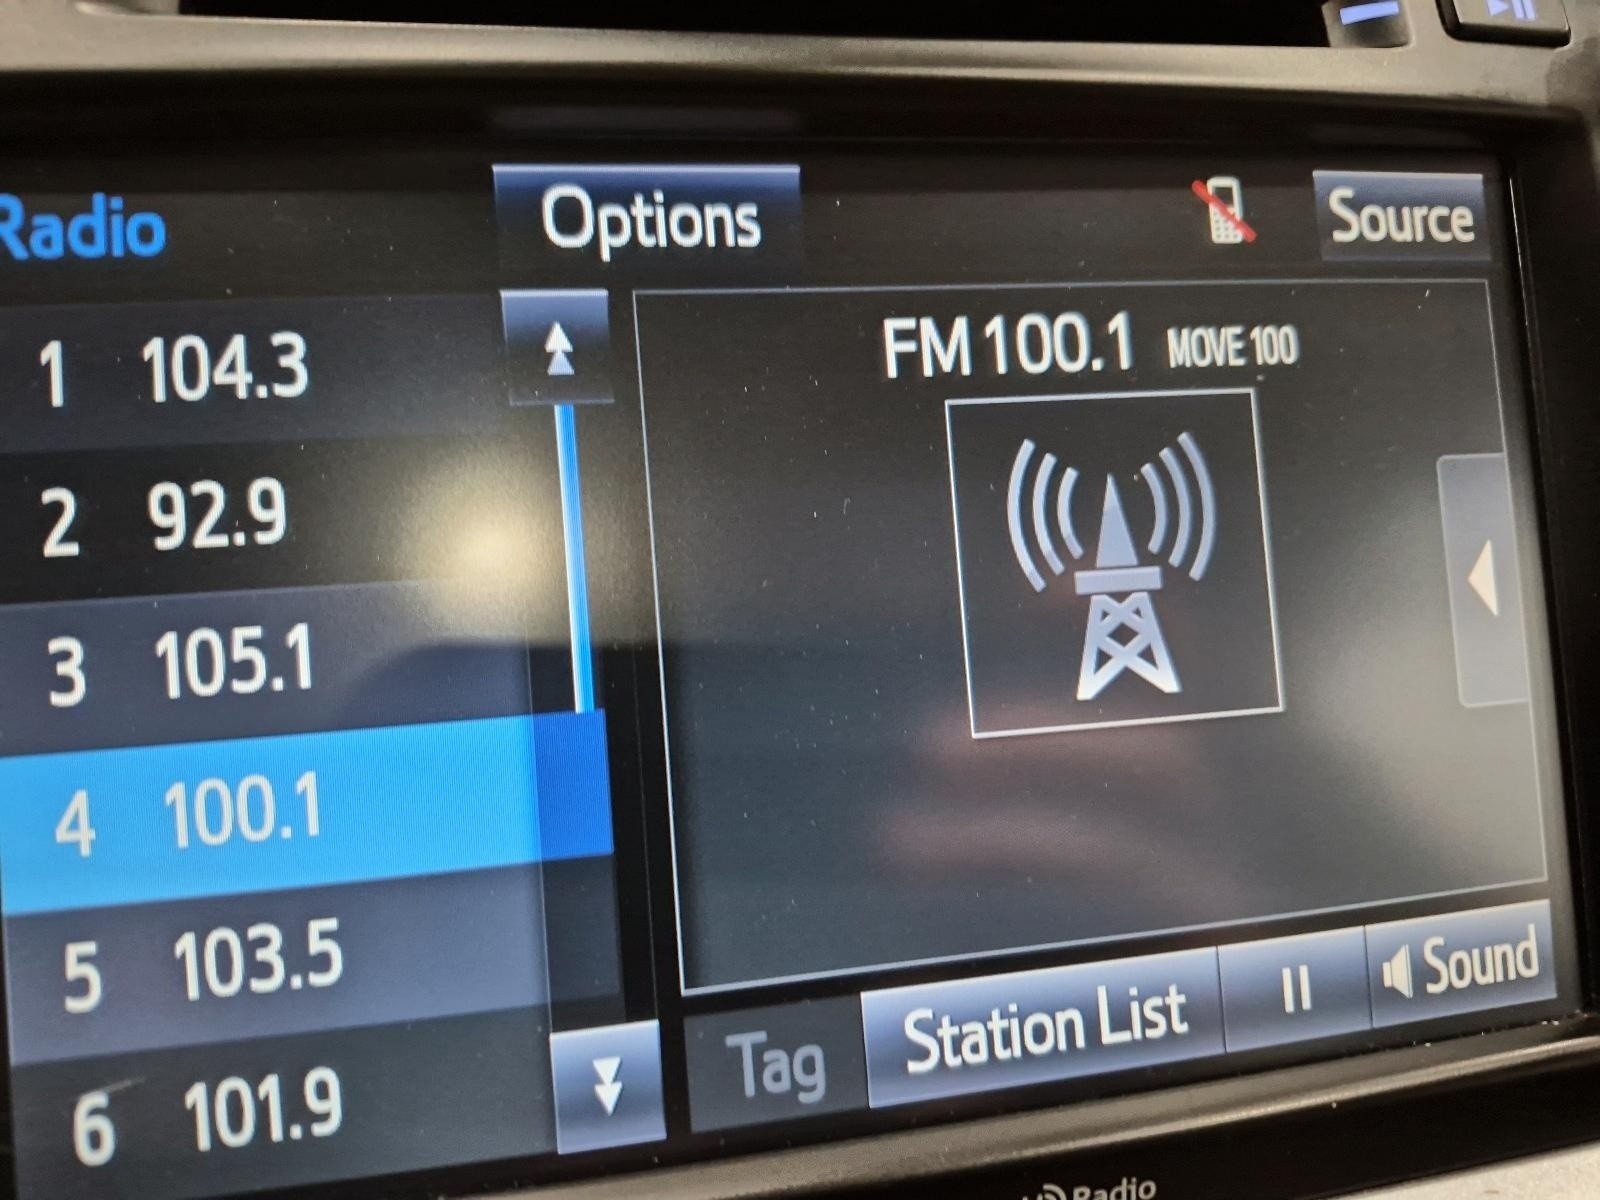 Radio
Options
Source
1 104.3
2 92.9
3 105.1
4 100.1
5 103.5
6 101.9
FM 100.1 MOVE 100
Tag
Station List
Sound
Radio